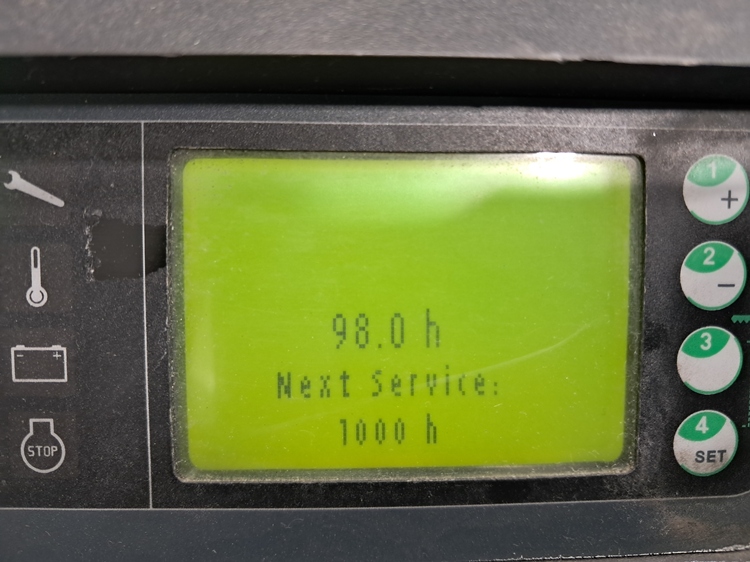 98.0 h
Next Service:
1000 h
- +
STOP
1
+
2
-
3
4
SET